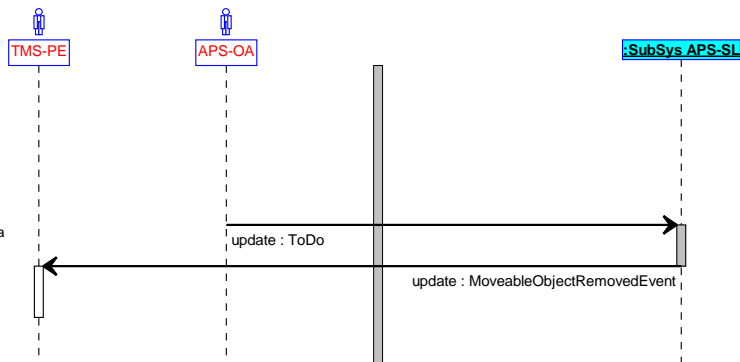 TMS-PE
APS-OA
:SubSys APS-SL
a
update : ToDo
update : MoveableObjectRemovedEvent